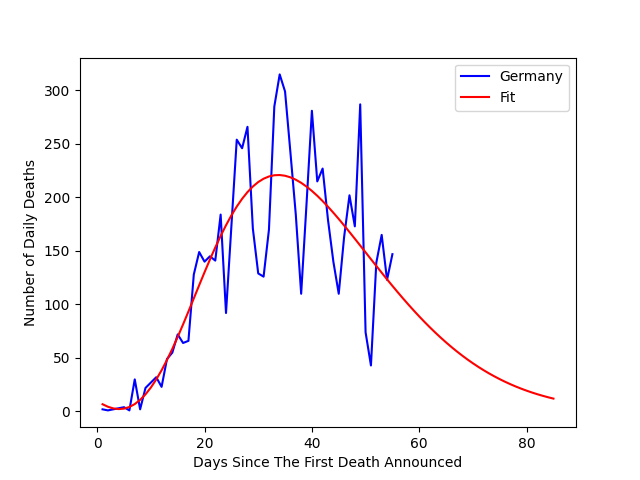 Germany
Fit
300
250
200
150
100
50
0
Number of Daily Deaths
0 20 40 60 80
Days Since The First Death Announced